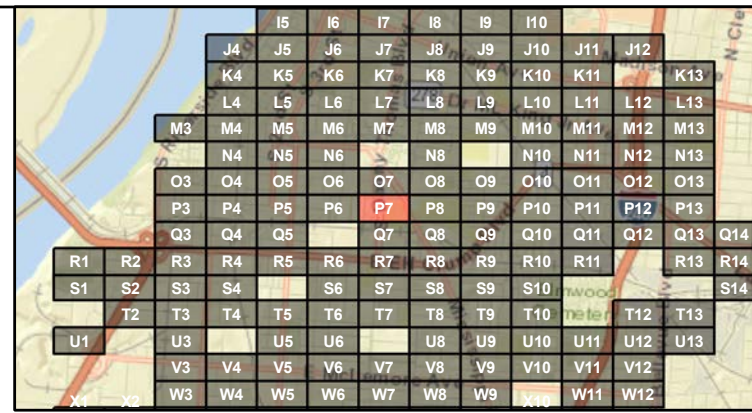 I5 I6 I7 I8 I9 I10
J4 J5 J6 J7 J8 J9 J10 J11 J12
K4 K5 K6 K7 K8 K9 K10 K11 K13
L4 L5 L6 L7 L8 L9 L10 L11 L12 L13
M3 M4 M5 M6 M7 M8 M9 M10 M11 M12 M13
N4 N5 N6 N8 N10 N11 N12 N13
O3 O4 O5 O6 O7 O8 O9 O10 O11 O12 O13
P3 P4 P5 P6 P7 P8 P9 P10 P11 P12 P13
Q3 Q4 Q5 Q7 Q8 Q9 Q10 Q11 Q12 Q13 Q14
R1 R2 R3 R4 R5 R6 R7 R8 R9 R10 R11 R13 R14
S1 S2 S3 S4 S6 S7 S8 S9 S10 S14
T2 T3 T4 T5 T6 T7 T8 T9 T10 T12 T13
U1 U3 U5 U6 U8 U9 U10 U11 U12 U13
V3 V4 V5 V6 V7 V8 V9 V10 V11 V12
X1 X2 W3 W4 W5 W6 W7 W8 W9 X10 W11 W12
E McLemore Ave